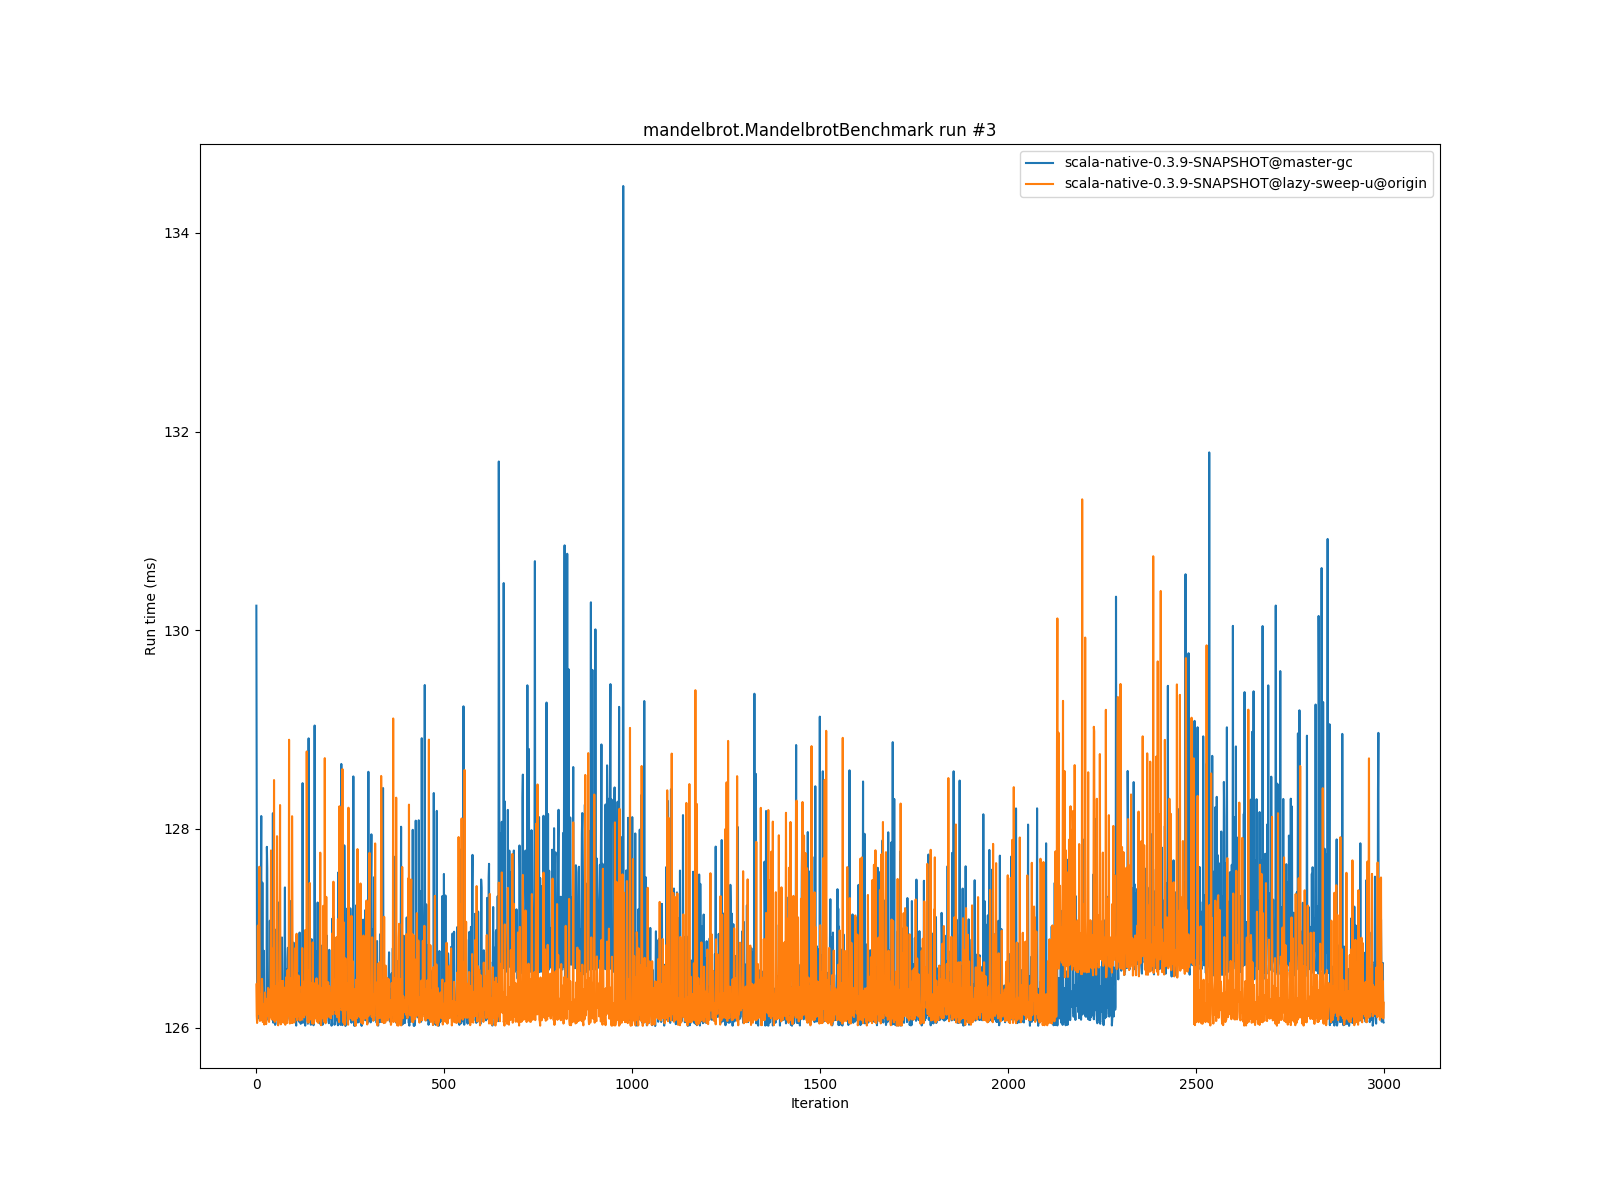 mandelbrot.MandelbrotBenchmark run #3
scala-native-0.3.9-SNAPSHOT@master-gc
scala-native-0.3.9-SNAPSHOT@lazy-sweep-u@origin
134
132
130
128
126
Run time (ms)
0 500 1000 1500 2000 2500 3000
Iteration